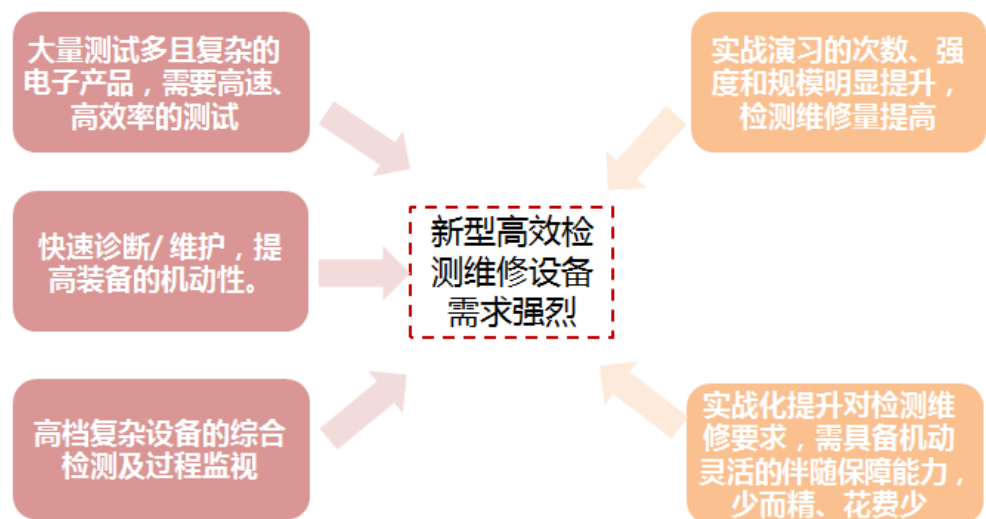 大量测试多且复杂的
电子产品，需要高速、
高效率的测试
快速诊断/ 维护，提
高装备的机动性。
高档复杂设备的综合
检测及过程监视
新型高效检
测维修设备
需求强烈
实战演习的次数、强
度和规模明显提升，
检测维修量提高
实战化提升对检测维
修要求，需具备机动
灵活的伴随保障能力，
少而精、花费少